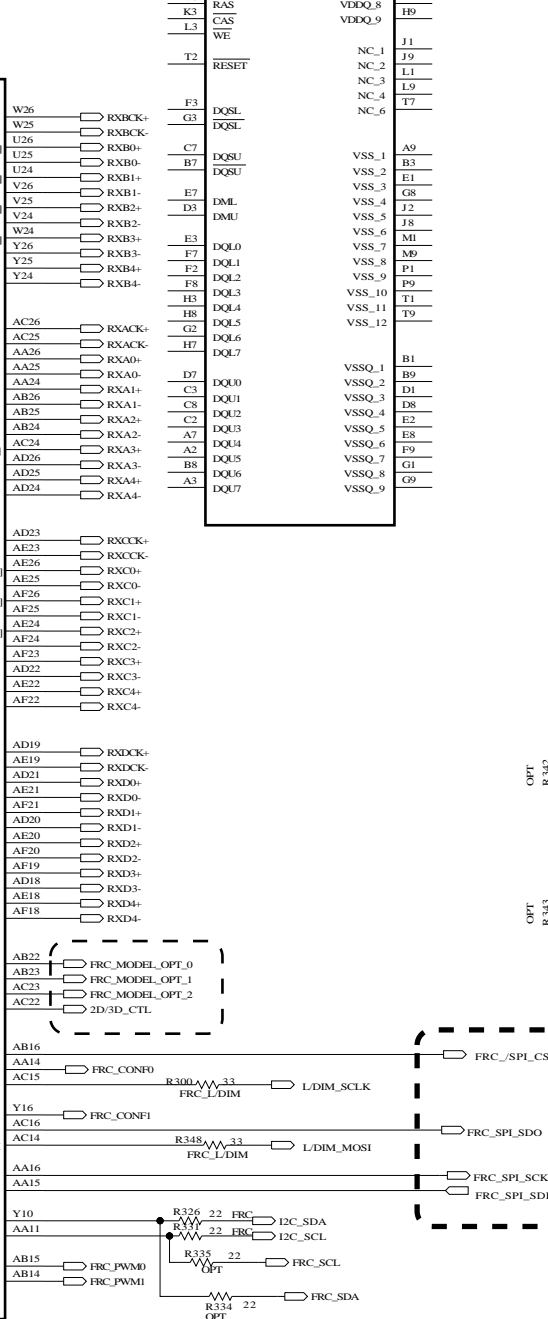 RAS
K3 CAS
L3 WE
T2 RESET
F3 DQSL
G3 DQSL
C7 DQSU
B7 DQSU
E7 DML
D3 DMU
E3 DQL0
F7 DQL1
F2 DQL2
F8 DQL3
H3 DQL4
H8 DQL5
G2 DQL6
H7 DQL7
D7 DQU0
C3 DQU1
C8 DQU2
C2 DQU3
A7 DQU4
A2 DQU5
B8 DQU6
A3 DQU7
VDDQ_8
VDDQ_9 H9
NC_1 J1
NC_2 J9
NC_3 L1
NC_4 L9
NC_6 T7
VSS_1 A9
VSS_2 B3
VSS_3 E1
VSS_4 G8
VSS_5 J2
VSS_6 J8
VSS_7 M1
VSS_8 M9
VSS_9 P1
VSS_10 P9
VSS_11 T1
VSS_12 T9
VSSQ_1 B1
VSSQ_2 B9
VSSQ_3 D1
VSSQ_4 D8
VSSQ_5 E2
VSSQ_6 E8
VSSQ_7 F9
VSSQ_8 G1
VSSQ_9 G9
W26 RXBCK+
W25 RXBCK-
U26 RXB0+
U25 RXB0-
U24 RXB1+
V26 RXB1-
V25 RXB2+
V24 RXB2-
W24 RXB3+
Y26 RXB3-
Y25 RXB4+
Y24 RXB4-
AC26 RXACK+
AC25 RXACK-
AA26 RXA0+
AA25 RXA0-
AA24 RXA1+
AB26 RXA1-
AB25 RXA2+
AB24 RXA2-
AC24 RXA3+
AD26 RXA3-
AD25 RXA4+
AD24 RXA4-
AD23 RXCCK+
AE23 RXCCK-
AE26 RXC0+
AE25 RXC0-
AF26 RXC1+
AF25 RXC1-
AE24 RXC2+
AF24 RXC2-
AF23 RXC3+
AD22 RXC3-
AE22 RXC4+
AF22 RXC4-
AD19 RXDCK+
AE19 RXDCK-
AD21 RXD0+
AE21 RXD0-
AF21 RXD1+
AD20 RXD1-
AE20 RXD2+
AF20 RXD2-
AF19 RXD3+
AD18 RXD3-
AE18 RXD4+
AF18 RXD4-
OPT
R342
OPT
R343
AB22 FRC_MODEL_OPT_0
AB23 FRC_MODEL_OPT_1
AC23 FRC_MODEL_OPT_2
AC22 2D/3D_CTL
AB16 FRC_/SPI_CS
AA14 FRC_CONF0
AC15 R300 33 L/DIM_SCLK
FRC_L/DIM
Y16 FRC_CONF1
AC16 FRC_SPI_SDO
AC14 R348 33 L/DIM_MOSI
FRC_L/DIM
AA16 FRC_SPI_SCK
AA15 FRC_SPI_SDI
Y10 R326 22 FRC I2C_SDA
AA11 R331 22 FRC I2C_SCL
R335 22 FRC_SCL
OPT
AB15 FRC_PWM0
AB14 FRC_PWM1
R334 22 FRC_SDA
OPT